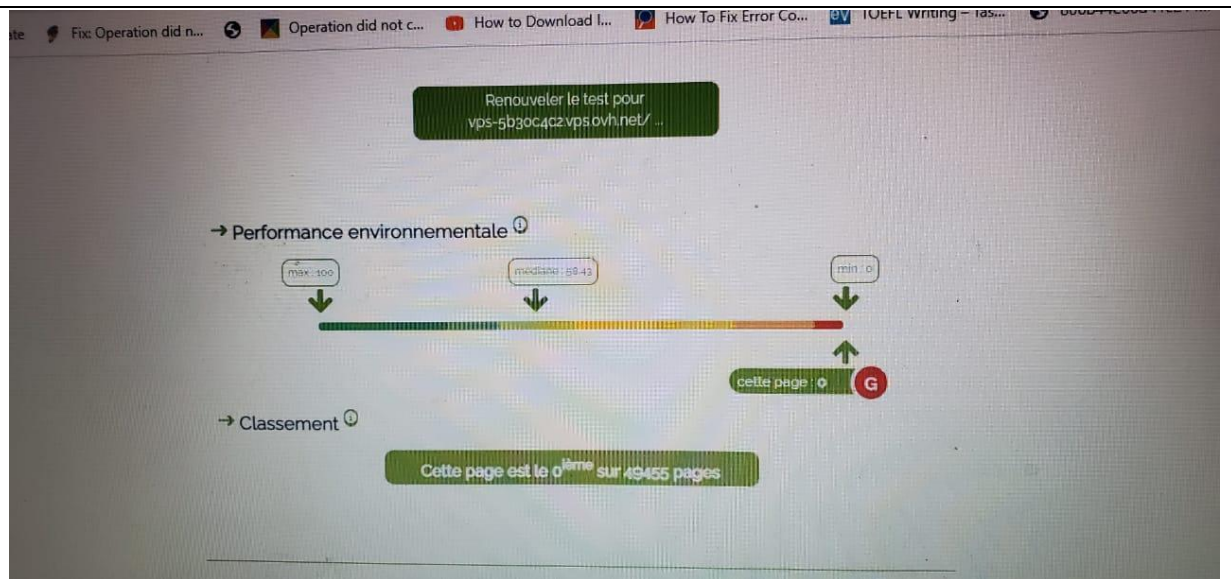 Fix: Operation did n...
Operation did not c...
How to Download I...
How To Fix Error Co...
TOEFL Writing – Tas...
Renouveler le test pour
vps-5b30c4c2.vps.ovh.net/ ...
→ Performance environnementale
max : 100
médiane : 58.43
min : 0
cette page : 0
G
→ Classement
Cette page est le 0ième sur 49455 pages